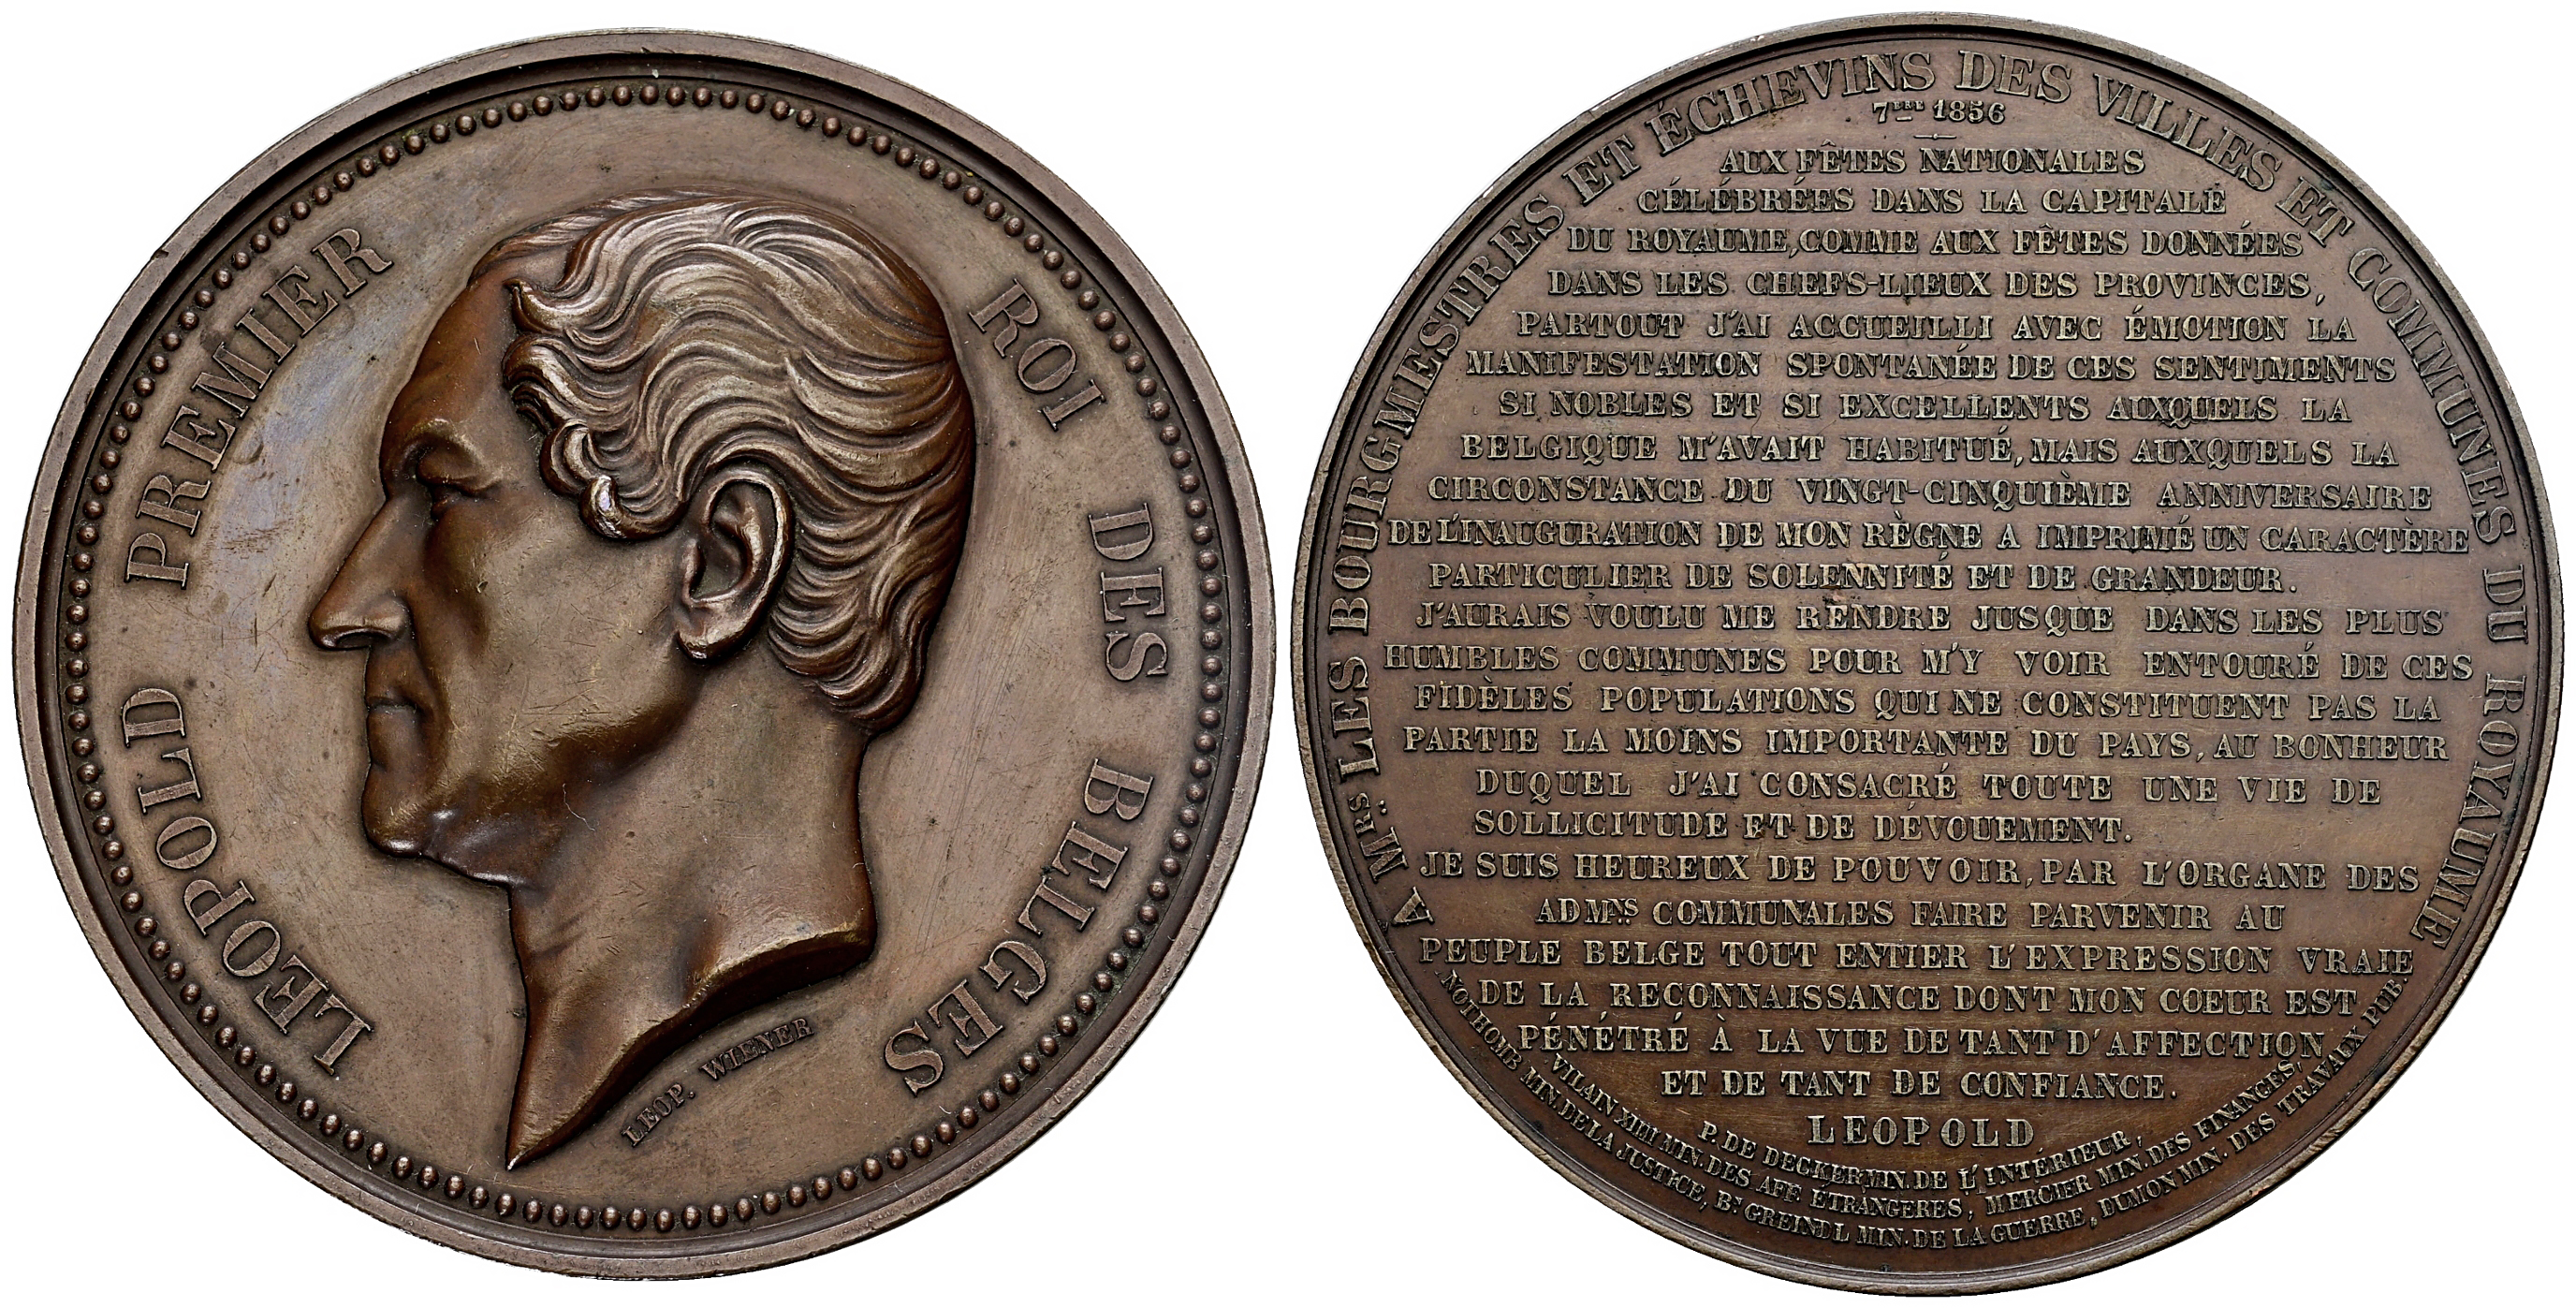 LEOPOLD PREMIER ROI DES BELGES
LEOP. WIENER
A MRS. LES BOURGMESTRES ET ÉCHEVINS DES VILLES ET COMMUNES DU ROYAUME
7BRE 1856
AUX FÊTES NATIONALES
CÉLÉBRÉES DANS LA CAPITALE
DU ROYAUME, COMME AUX FÊTES DONNÉES
DANS LES CHEFS-LIEUX DES PROVINCES,
PARTOUT J'AI ACCUEILLI AVEC ÉMOTION LA
MANIFESTATION SPONTANÉE DE CES SENTIMENTS
SI NOBLES ET SI EXCELLENTS AUXQUELS LA
BELGIQUE M'AVAIT HABITUÉ, MAIS AUXQUELS LA
CIRCONSTANCE DU VINGT-CINQUIÈME ANNIVERSAIRE
DE L'INAUGURATION DE MON RÈGNE A IMPRIMÉ UN CARACTÈRE
PARTICULIER DE SOLENNITÉ ET DE GRANDEUR.
J'AURAIS VOULU ME RENDRE JUSQUE DANS LES PLUS
HUMBLES COMMUNES POUR M'Y VOIR ENTOURÉ DE CES
FIDÈLES POPULATIONS QUI NE CONSTITUENT PAS LA
PARTIE LA MOINS IMPORTANTE DU PAYS, AU BONHEUR
DUQUEL J'AI CONSACRÉ TOUTE UNE VIE DE
SOLLICITUDE ET DE DÉVOUEMENT.
JE SUIS HEUREUX DE POUVOIR, PAR L'ORGANE DES
ADMNS. COMMUNALES FAIRE PARVENIR AU
PEUPLE BELGE TOUT ENTIER L'EXPRESSION VRAIE
DE LA RECONNAISSANCE DONT MON COEUR EST
PÉNÉTRÉ À LA VUE DE TANT D'AFFECTION
ET DE TANT DE CONFIANCE.
LEOPOLD
P. DE DECKER MIN. DE L'INTÉRIEUR,
VILAIN XIIII MIN. DES AFF. ÉTRANGÈRES, MERCIER MIN. DES FINANCES,
NOTHOMB MIN. DE LA JUSTICE, BN. GREINDL MIN. DE LA GUERRE, DUMON MIN. DES TRAVAUX PUB.